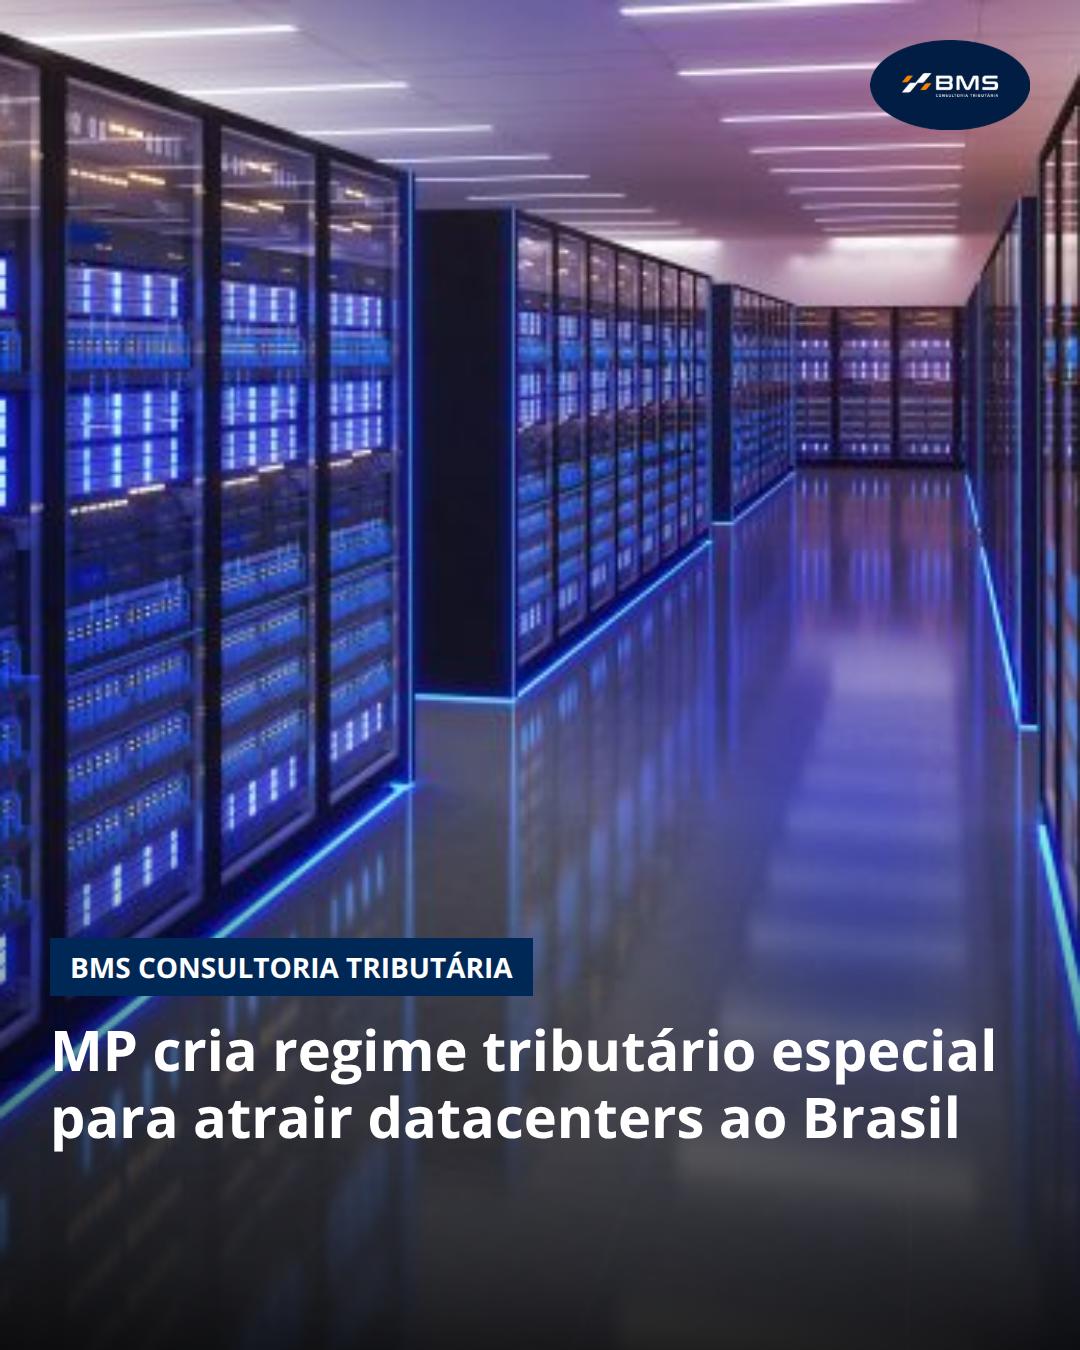 BMS
CONSULTORIA TRIBUTÁRIA
BMS CONSULTORIA TRIBUTÁRIA
MP cria regime tributário especial
para atrair datacenters ao Brasil